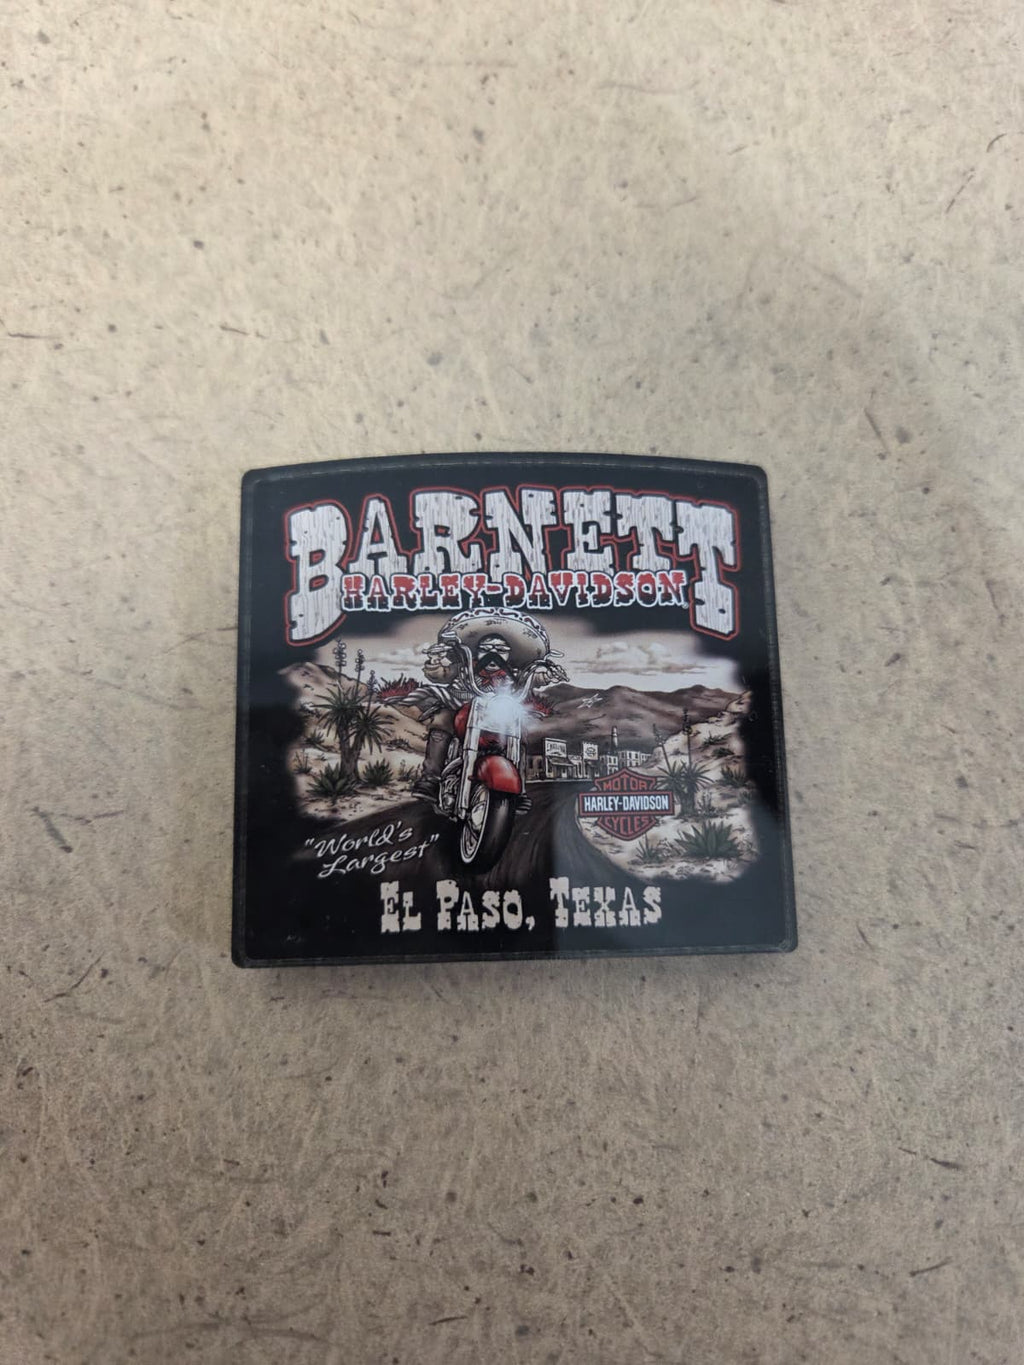 BARNETT
HARLEY-DAVIDSON
MOTOR
HARLEY-DAVIDSON
CYCLES
"World's
Largest"
EL PASO, TEXAS